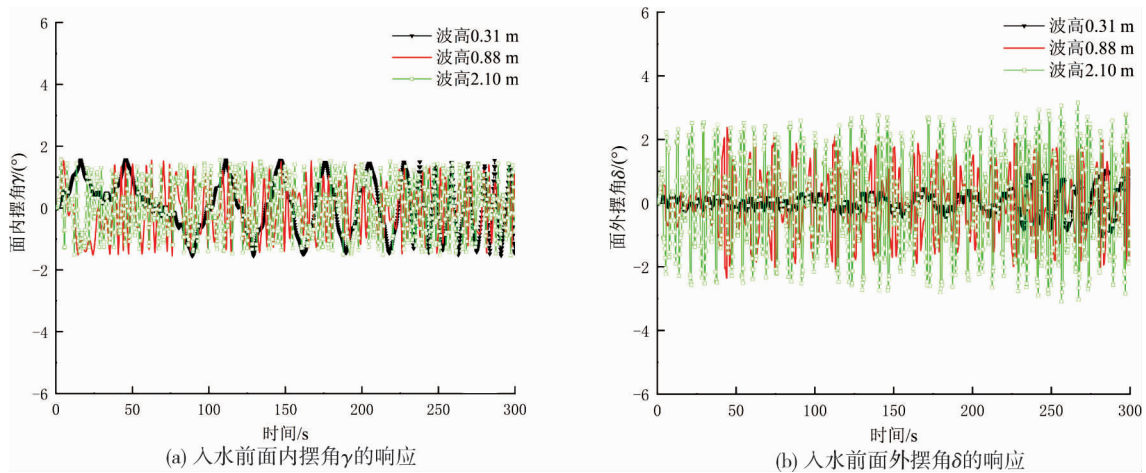 6
4
2
0
−2
−4
−6
面内摆角γ/(°)
波高0.31 m
波高0.88 m
波高2.10 m
0 50 100 150 200 250 300
时间/s
(a) 入水前面内摆角γ的响应
6
4
2
0
−2
−4
−6
面外摆角δ/(°)
波高0.31 m
波高0.88 m
波高2.10 m
0 50 100 150 200 250 300
时间/s
(b) 入水前面外摆角δ的响应